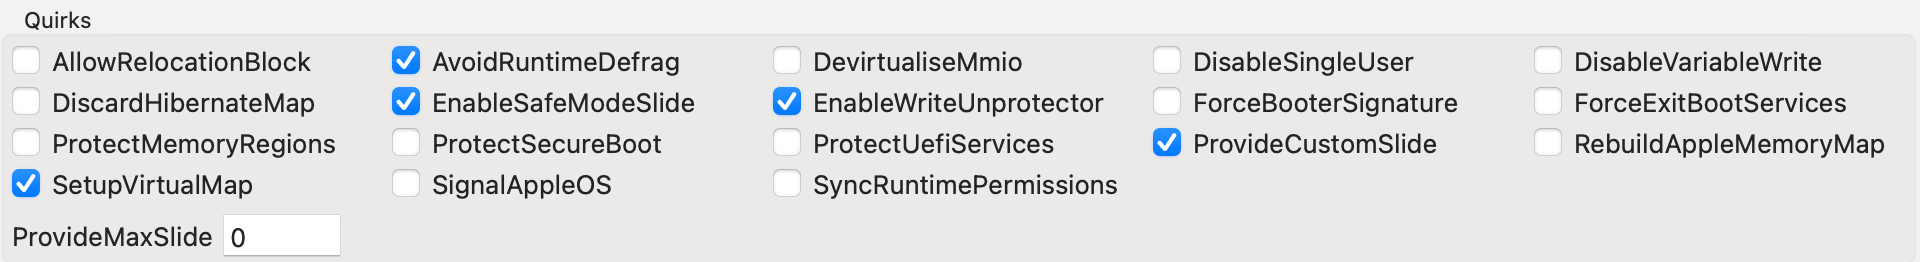 Quirks
AllowRelocationBlock AvoidRuntimeDefrag DevirtualiseMmio DisableSingleUser DisableVariableWrite
DiscardHibernateMap EnableSafeModeSlide EnableWriteUnprotector ForceBooterSignature ForceExitBootServices
ProtectMemoryRegions ProtectSecureBoot ProtectUefiServices ProvideCustomSlide RebuildAppleMemoryMap
SetupVirtualMap SignalAppleOS SyncRuntimePermissions
ProvideMaxSlide 0